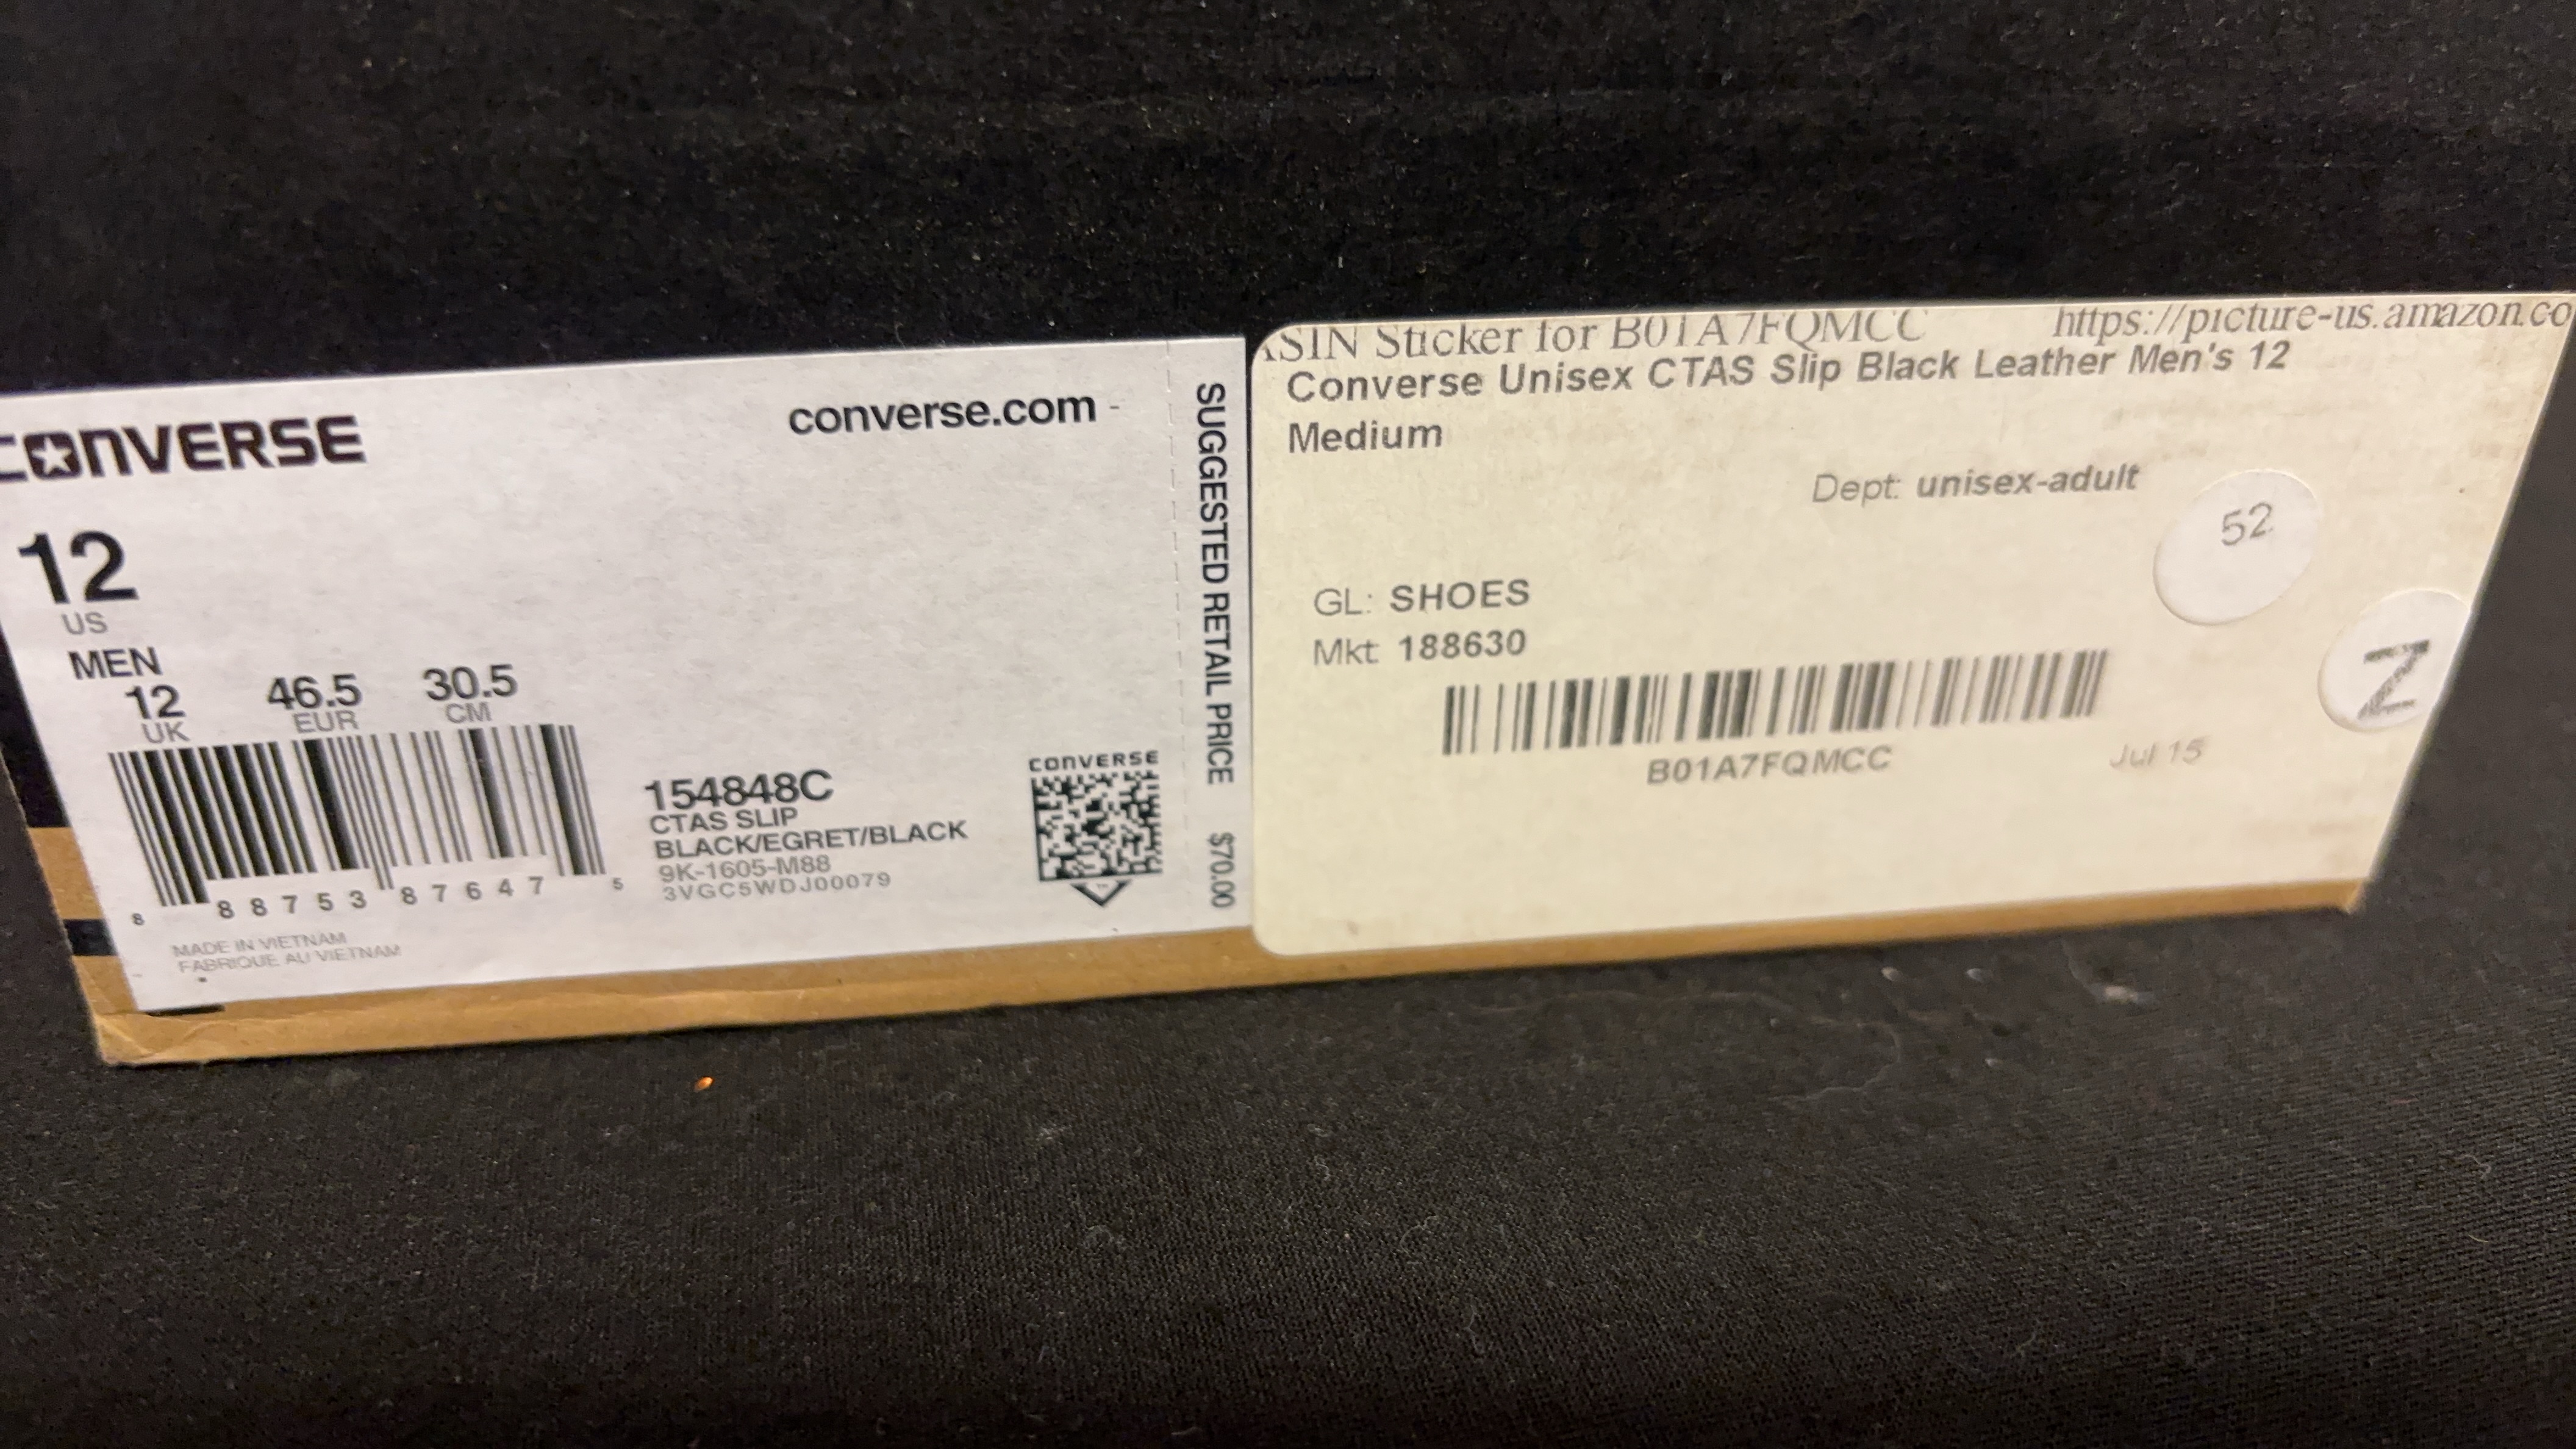 CONVERSE
converse.com -
12
US
MEN
12 46.5 30.5
UK EUR CM
8 88753 87647 5
MADE IN VIETNAM
FABRIQUE AU VIETNAM
154848C
CTAS SLIP
BLACK/EGRET/BLACK
9K-1605-M88
3VGC5WDJ00079
CONVERSE
SUGGESTED RETAIL PRICE $70.00
ASIN Sticker for B01A7FQMCC https://picture-us.amazon.co
Converse Unisex CTAS Slip Black Leather Men's 12
Medium
Dept: unisex-adult
52
GL: SHOES
Mkt: 188630
Z
B01A7FQMCC
Jul 15